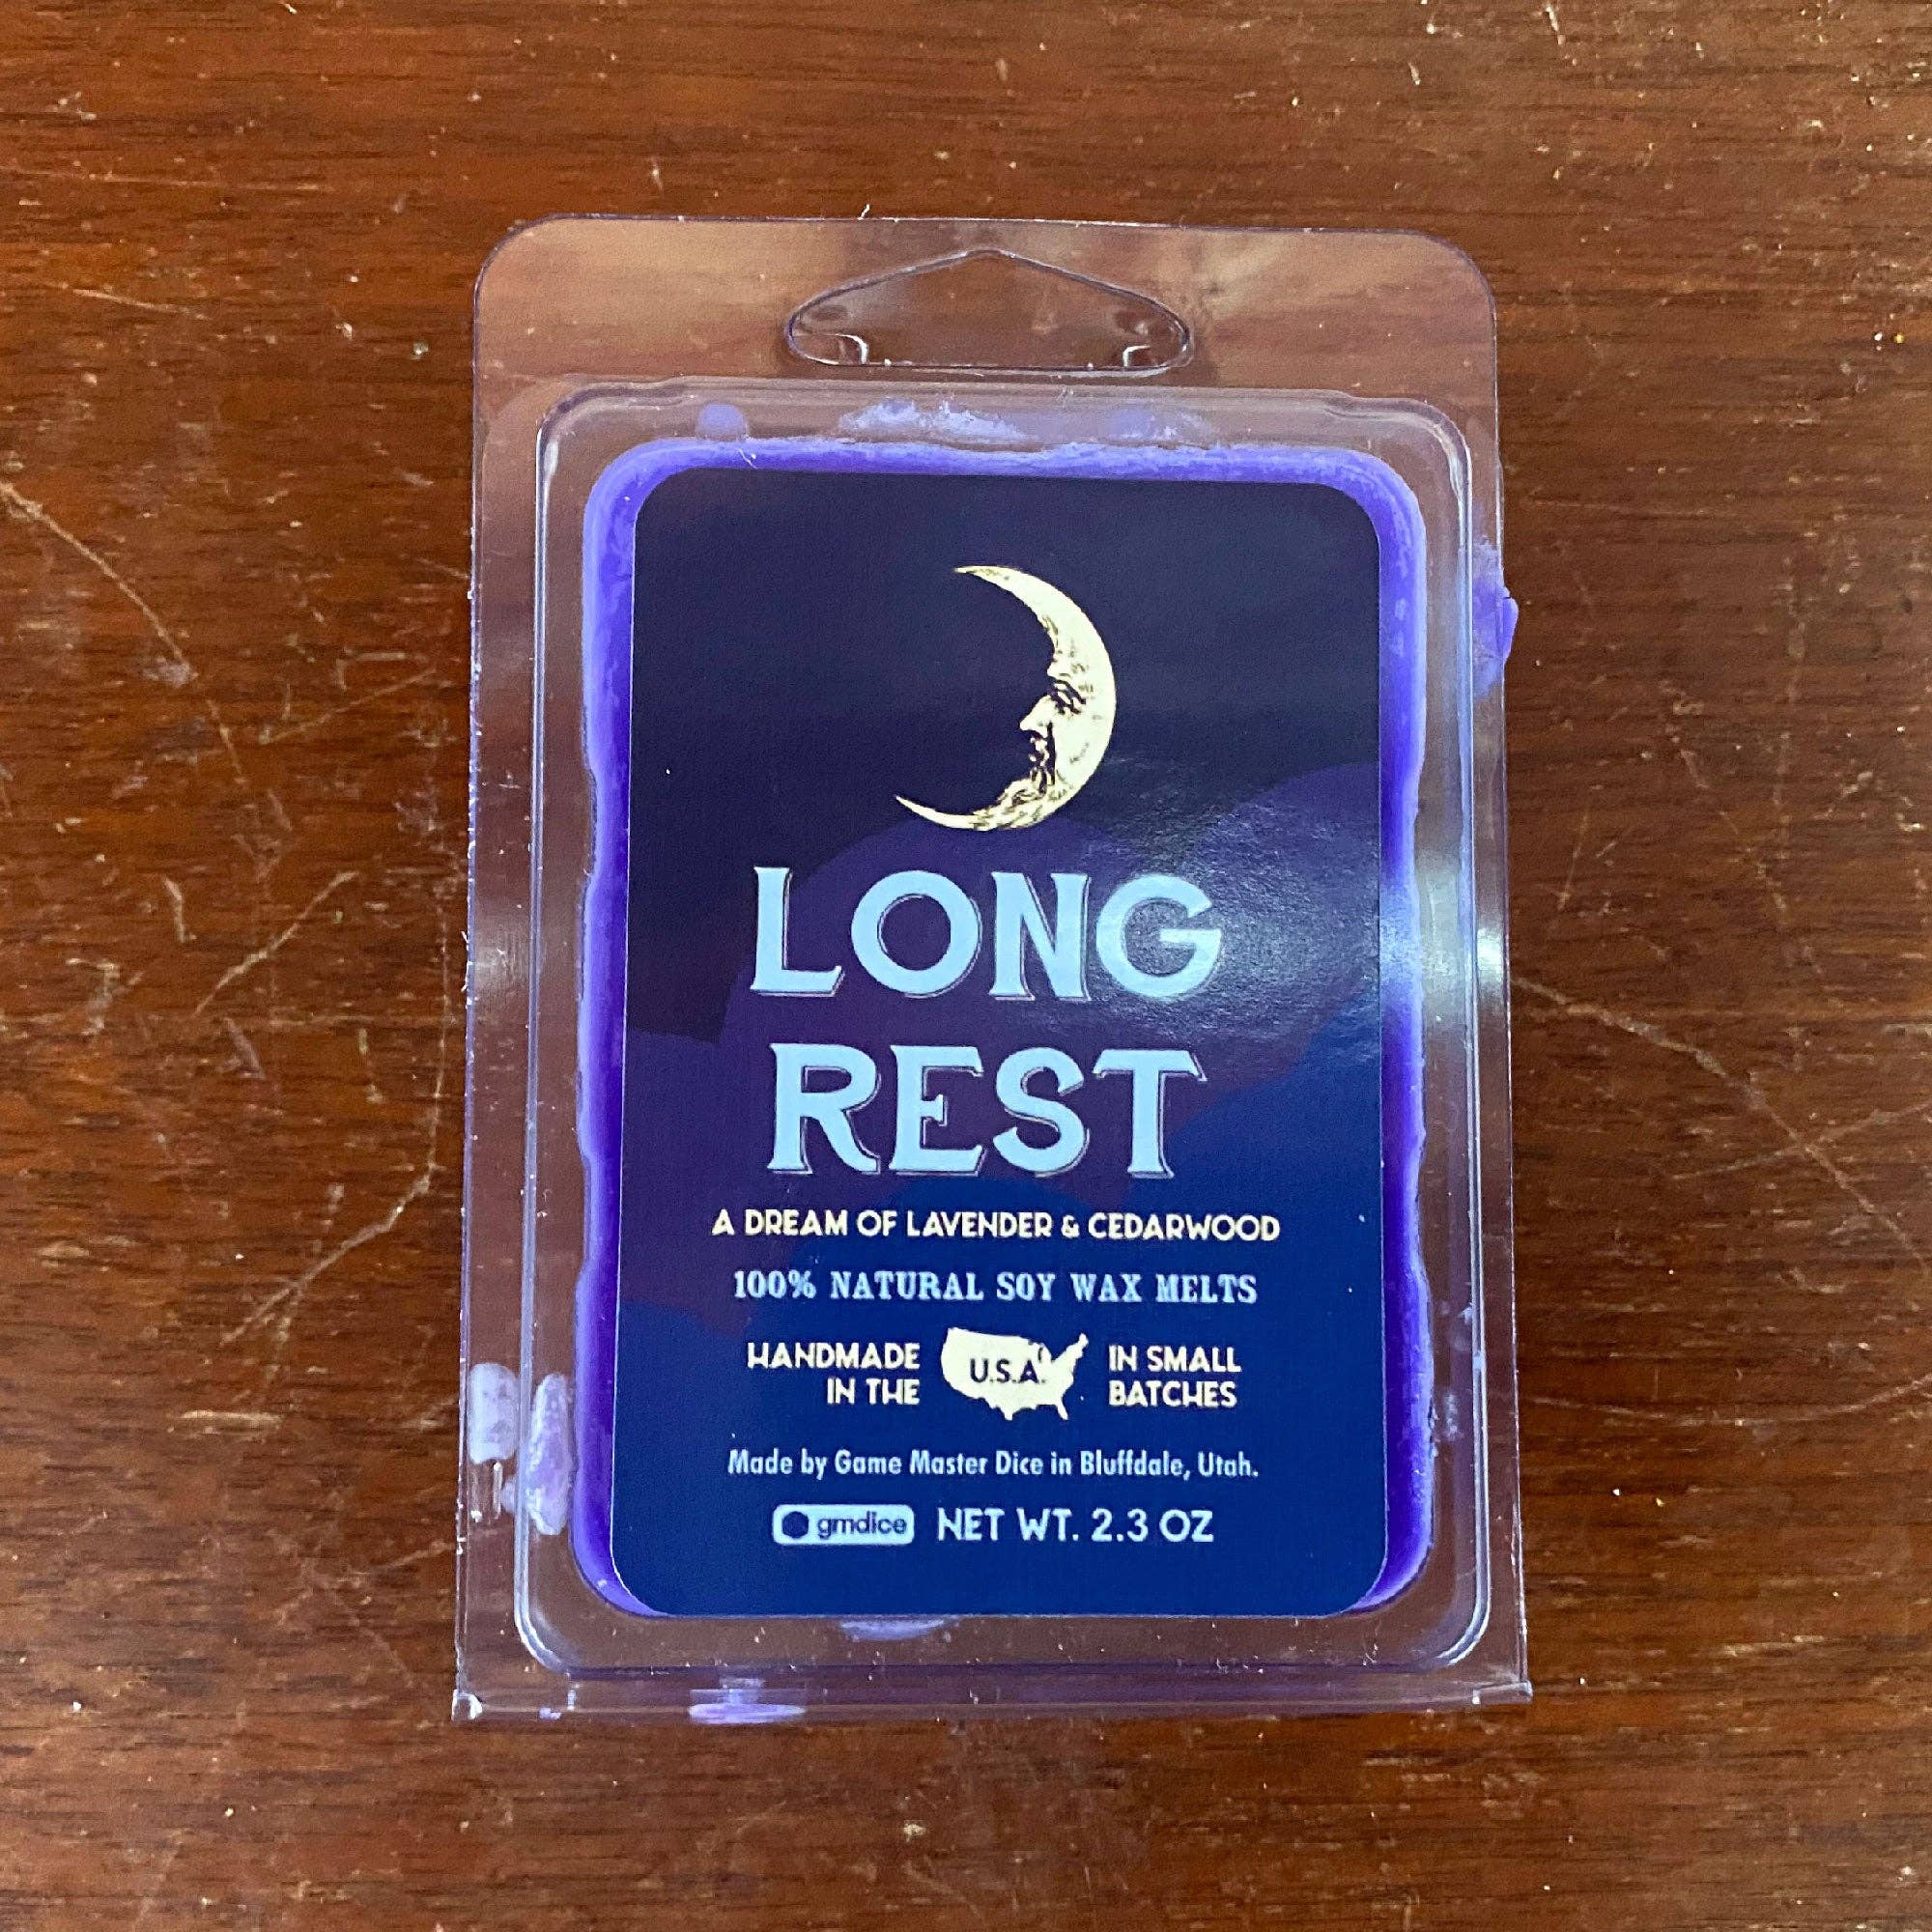 LONG
REST
A DREAM OF LAVENDER & CEDARWOOD
100% NATURAL SOY WAX MELTS
HANDMADE
IN THE
U.S.A.
IN SMALL
BATCHES
Made by Game Master Dice in Bluffdale, Utah.
gmdice NET WT. 2.3 OZ